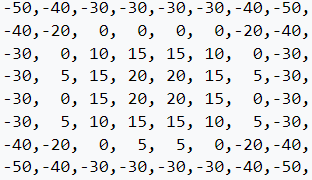 -50,-40,-30,-30,-30,-30,-40,-50,
-40,-20,  0,  0,  0,  0,-20,-40,
-30,  0, 10, 15, 15, 10,  0,-30,
-30,  5, 15, 20, 20, 15,  5,-30,
-30,  0, 15, 20, 20, 15,  0,-30,
-30,  5, 10, 15, 15, 10,  5,-30,
-40,-20,  0,  5,  5,  0,-20,-40,
-50,-40,-30,-30,-30,-30,-40,-50,